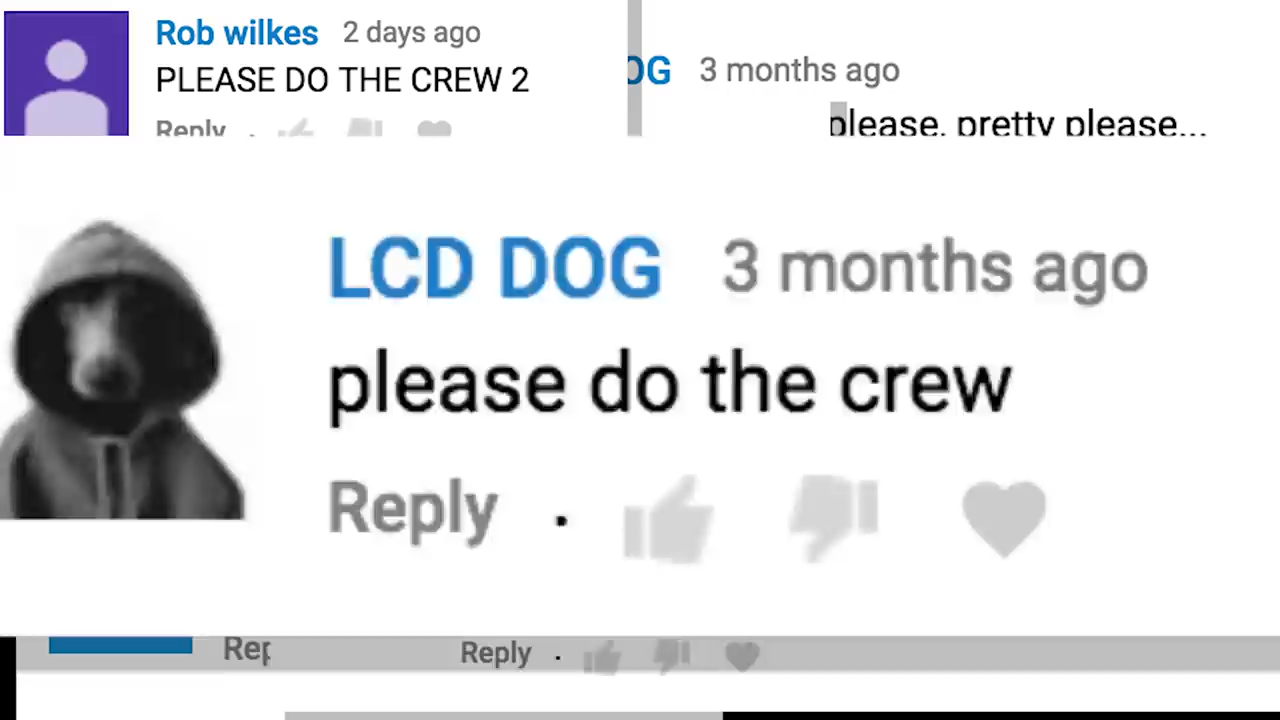 Rob wilkes 2 days ago
PLEASE DO THE CREW 2
Reply
OG 3 months ago
please, pretty please...
LCD DOG 3 months ago
please do the crew
Reply
Rep
Reply